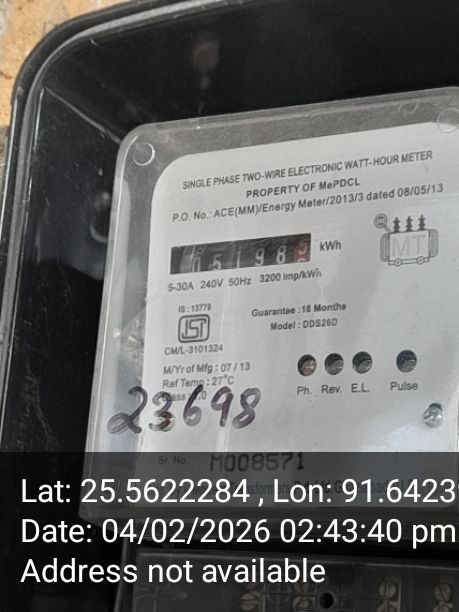 SINGLE PHASE TWO-WIRE ELECTRONIC WATT-HOUR METER
PROPERTY OF MePDCL
P.O. No.: ACE(MM)/Energy Meter/2013/3 dated 08/05/13
05198 kWh
MT
5-30A 240V 50Hz 3200 Imp/kWh
IS : 13779
ISI
CM/L-3101324
Guarantee :18 Months
Model : DDS26D
M/Yr of Mfg : 07 / 13
Ref Temp : 27°C
Ph. Rev. E.L. Pulse
23698
Sr. No. M008571
Lat: 25.5622284 , Lon: 91.6423
Date: 04/02/2026 02:43:40 pm
Address not available